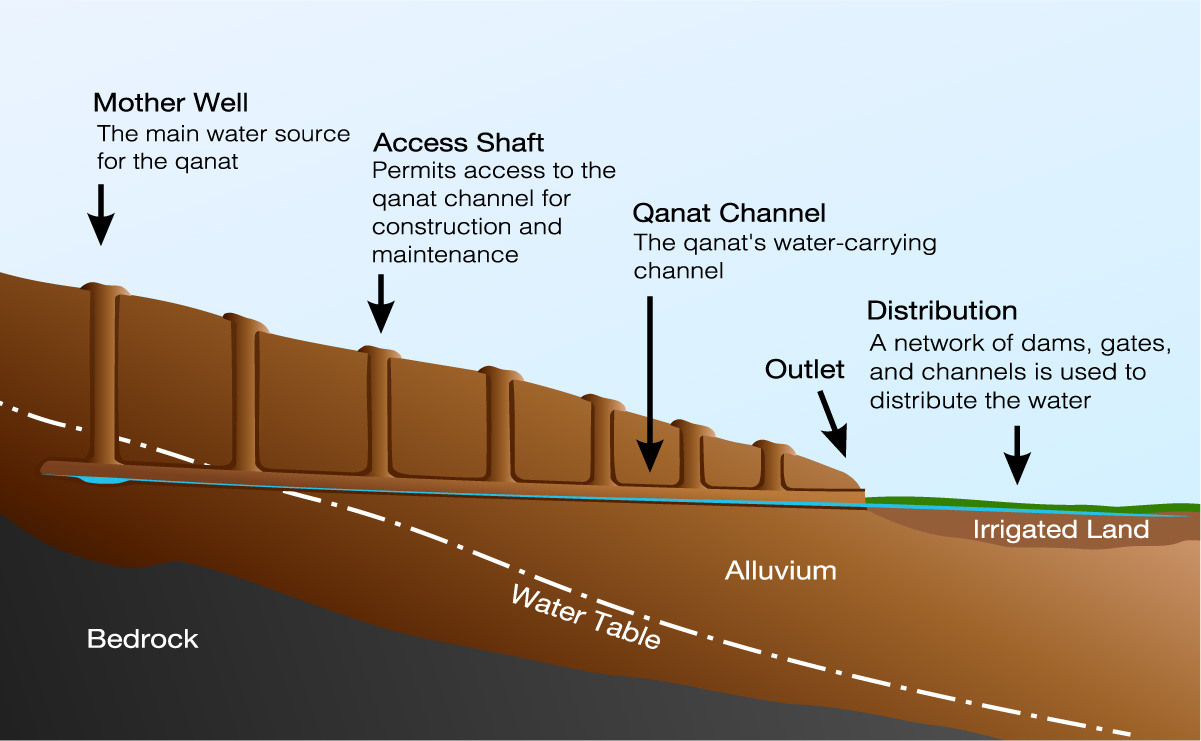 Mother Well
The main water source
for the qanat
Access Shaft
Permits access to the
qanat channel for
construction and
maintenance
Qanat Channel
The qanat's water-carrying
channel
Distribution
A network of dams, gates,
and channels is used to
distribute the water
Outlet
Irrigated Land
Alluvium
Water Table
Bedrock